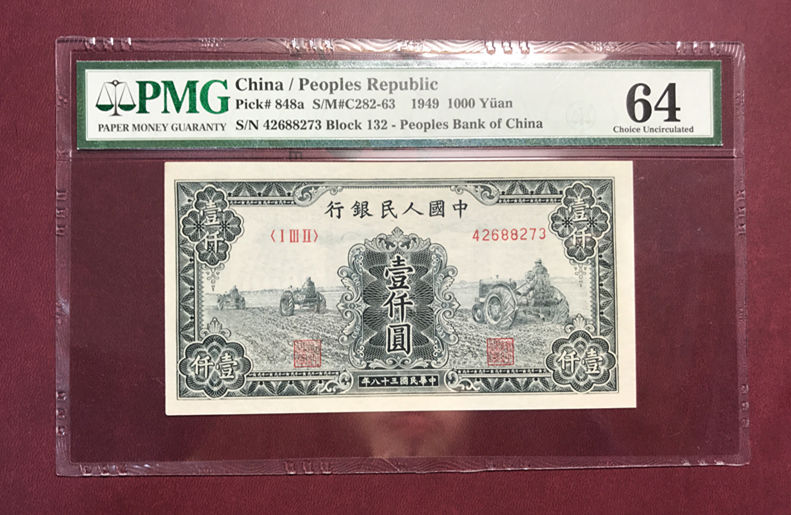 PMG
PAPER MONEY GUARANTY
China / Peoples Republic
Pick# 848a S/M#C282-63 1949 1000 Yüan
S/N 42688273 Block 132 - Peoples Bank of China
64
Choice Uncirculated
中國人民銀行
壹仟
壹仟
〈I III II〉
42688273
壹仟圓
壹仟
壹仟
中華民國三十八年